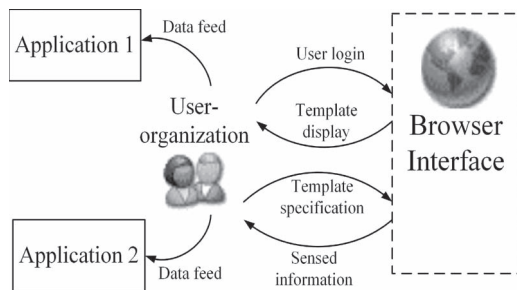 Application 1
Data feed
User-
organization
User login
Template
display
Browser
Interface
Template
specification
Sensed
information
Application 2
Data feed